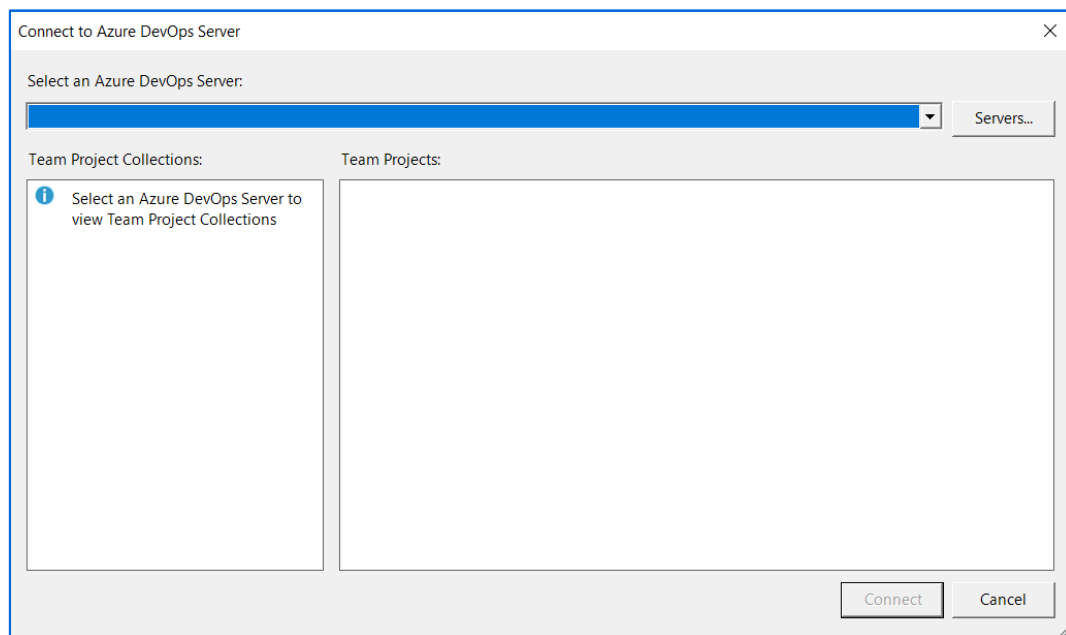 Connect to Azure DevOps Server
Select an Azure DevOps Server:
Servers...
Team Project Collections:
Team Projects:
Select an Azure DevOps Server to
view Team Project Collections
Connect
Cancel